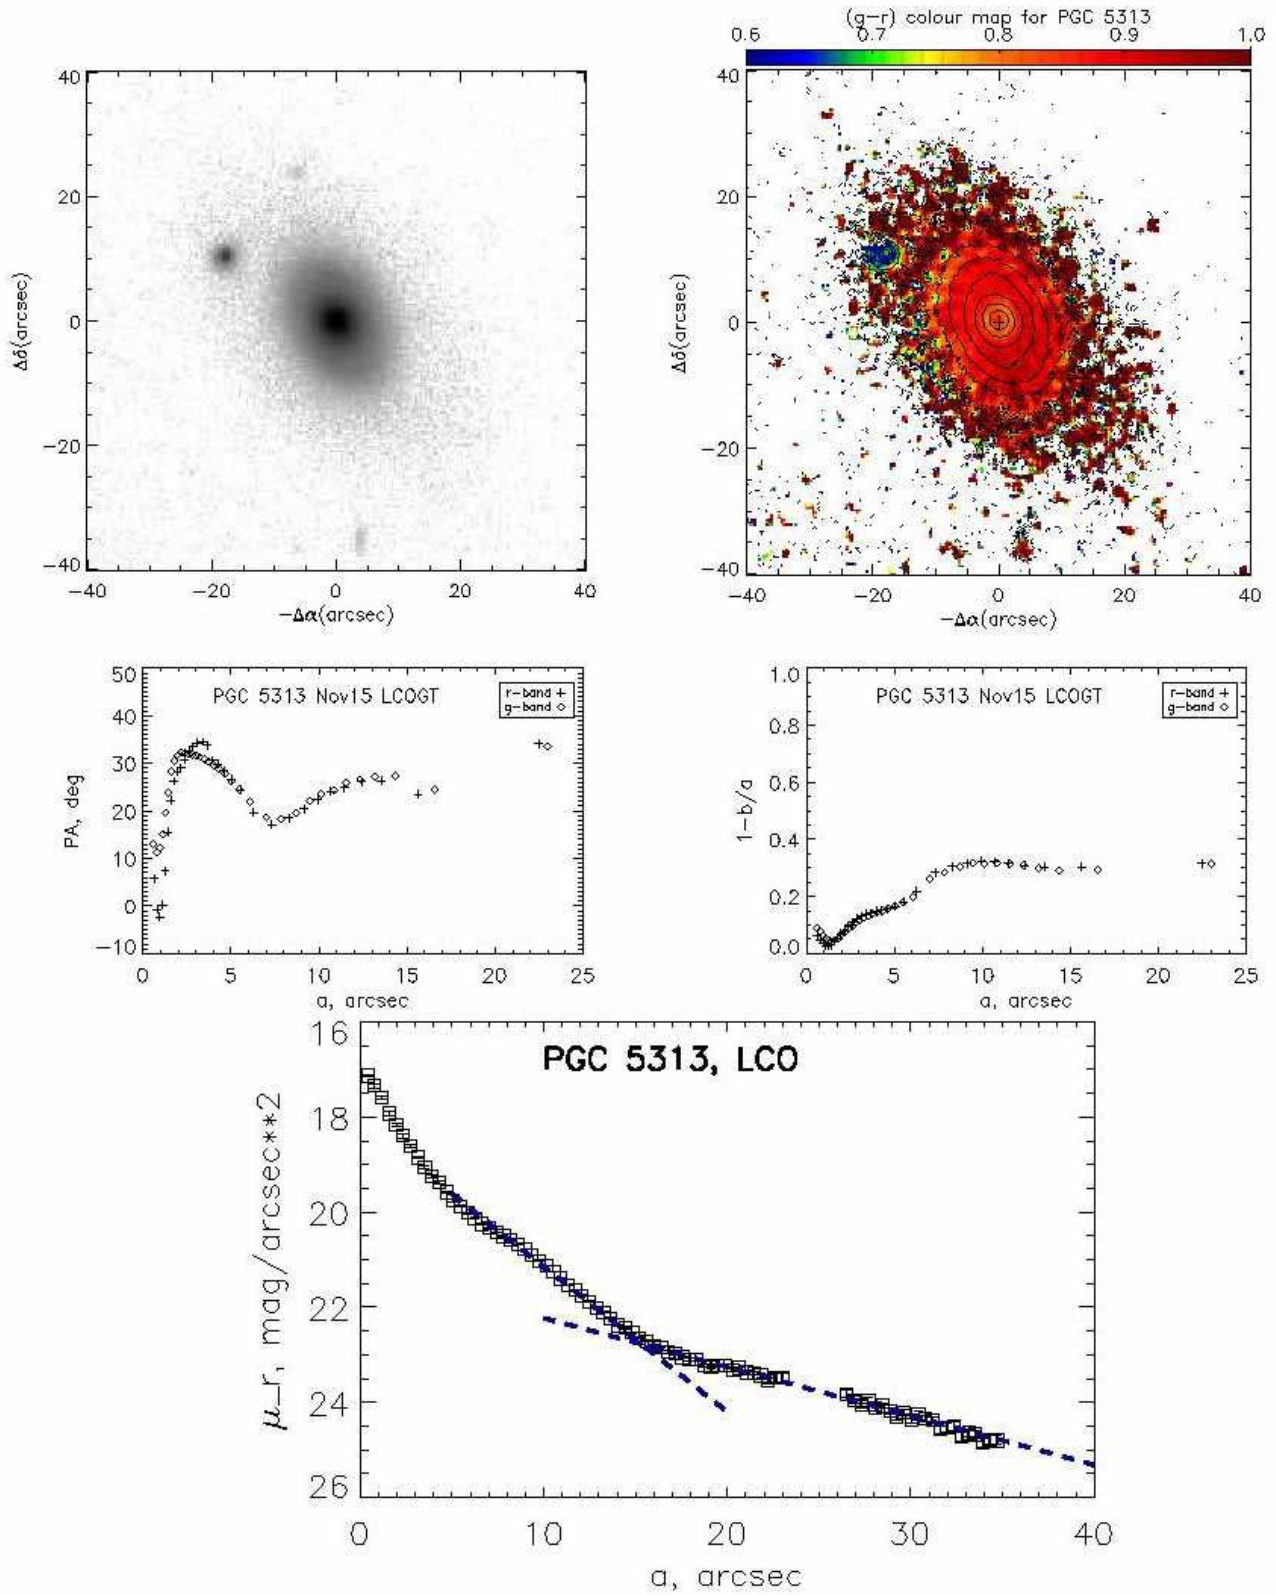 (g-r) colour map for PGC 5313
0.6 0.7 0.8 0.9 1.0
40
20
0
-20
-40
Δδ(arcsec)
-40 -20 0 20 40
-Δα(arcsec)
40
20
0
-20
-40
Δδ(arcsec)
-40 -20 0 20 40
-Δα(arcsec)
50
40
30
20
10
0
-10
PA, deg
PGC 5313 Nov15 LCOGT
r-band +
g-band ◇
0 5 10 15 20 25
a, arcsec
1.0
0.8
0.6
0.4
0.2
0.0
1-b/a
PGC 5313 Nov15 LCOGT
r-band +
g-band ◇
0 5 10 15 20 25
a, arcsec
PGC 5313, LCO
16
18
20
22
24
26
μ_r, mag/arcsec**2
0 10 20 30 40
a, arcsec